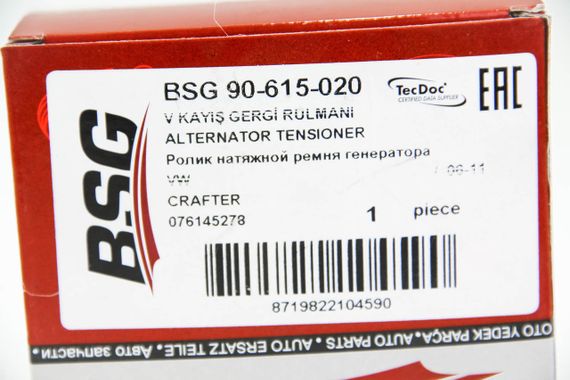 BSG
BSG 90-615-020
TecDoc
CERTIFIED DATA SUPPLIER
EAC
V KAYIŞ GERGİ RULMANI
ALTERNATOR TENSIONER
Ролик натяжной ремня генератора
VW
06-11
CRAFTER
076145278
1 piece
8719822104590
OTO YEDEK PARÇA. AUTO PARTS . AUTO ERSATZ TEILE. Авто запчасти.